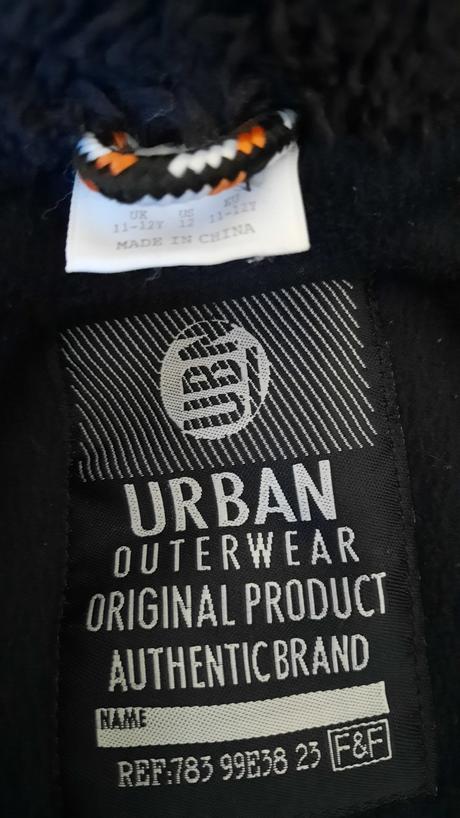 UK US EU
11-12Y 12 11-12Y
MADE IN CHINA
URBAN
OUTERWEAR
ORIGINAL PRODUCT
AUTHENTIC BRAND
NAME
REF:783 99E38 23 F&F